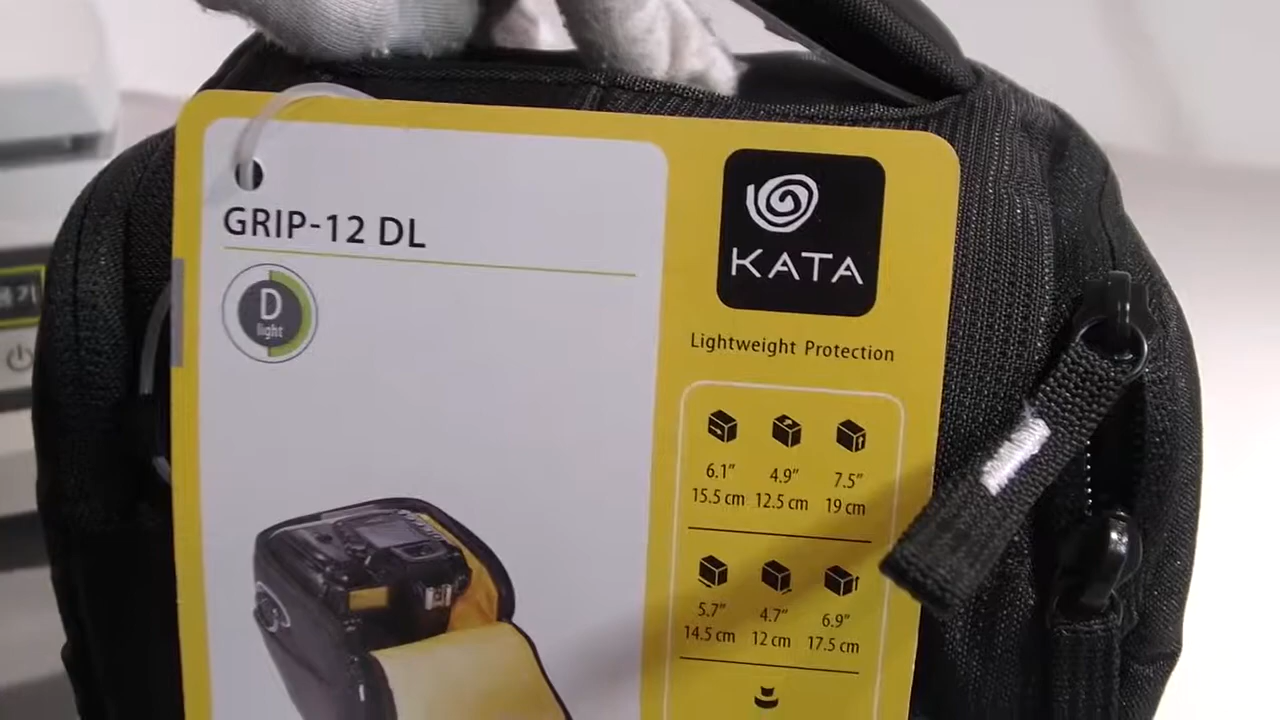 GRIP-12 DL
D
light
KATA
Lightweight Protection
6.1" 4.9" 7.5"
15.5 cm 12.5 cm 19 cm
5.7" 4.7" 6.9"
14.5 cm 12 cm 17.5 cm